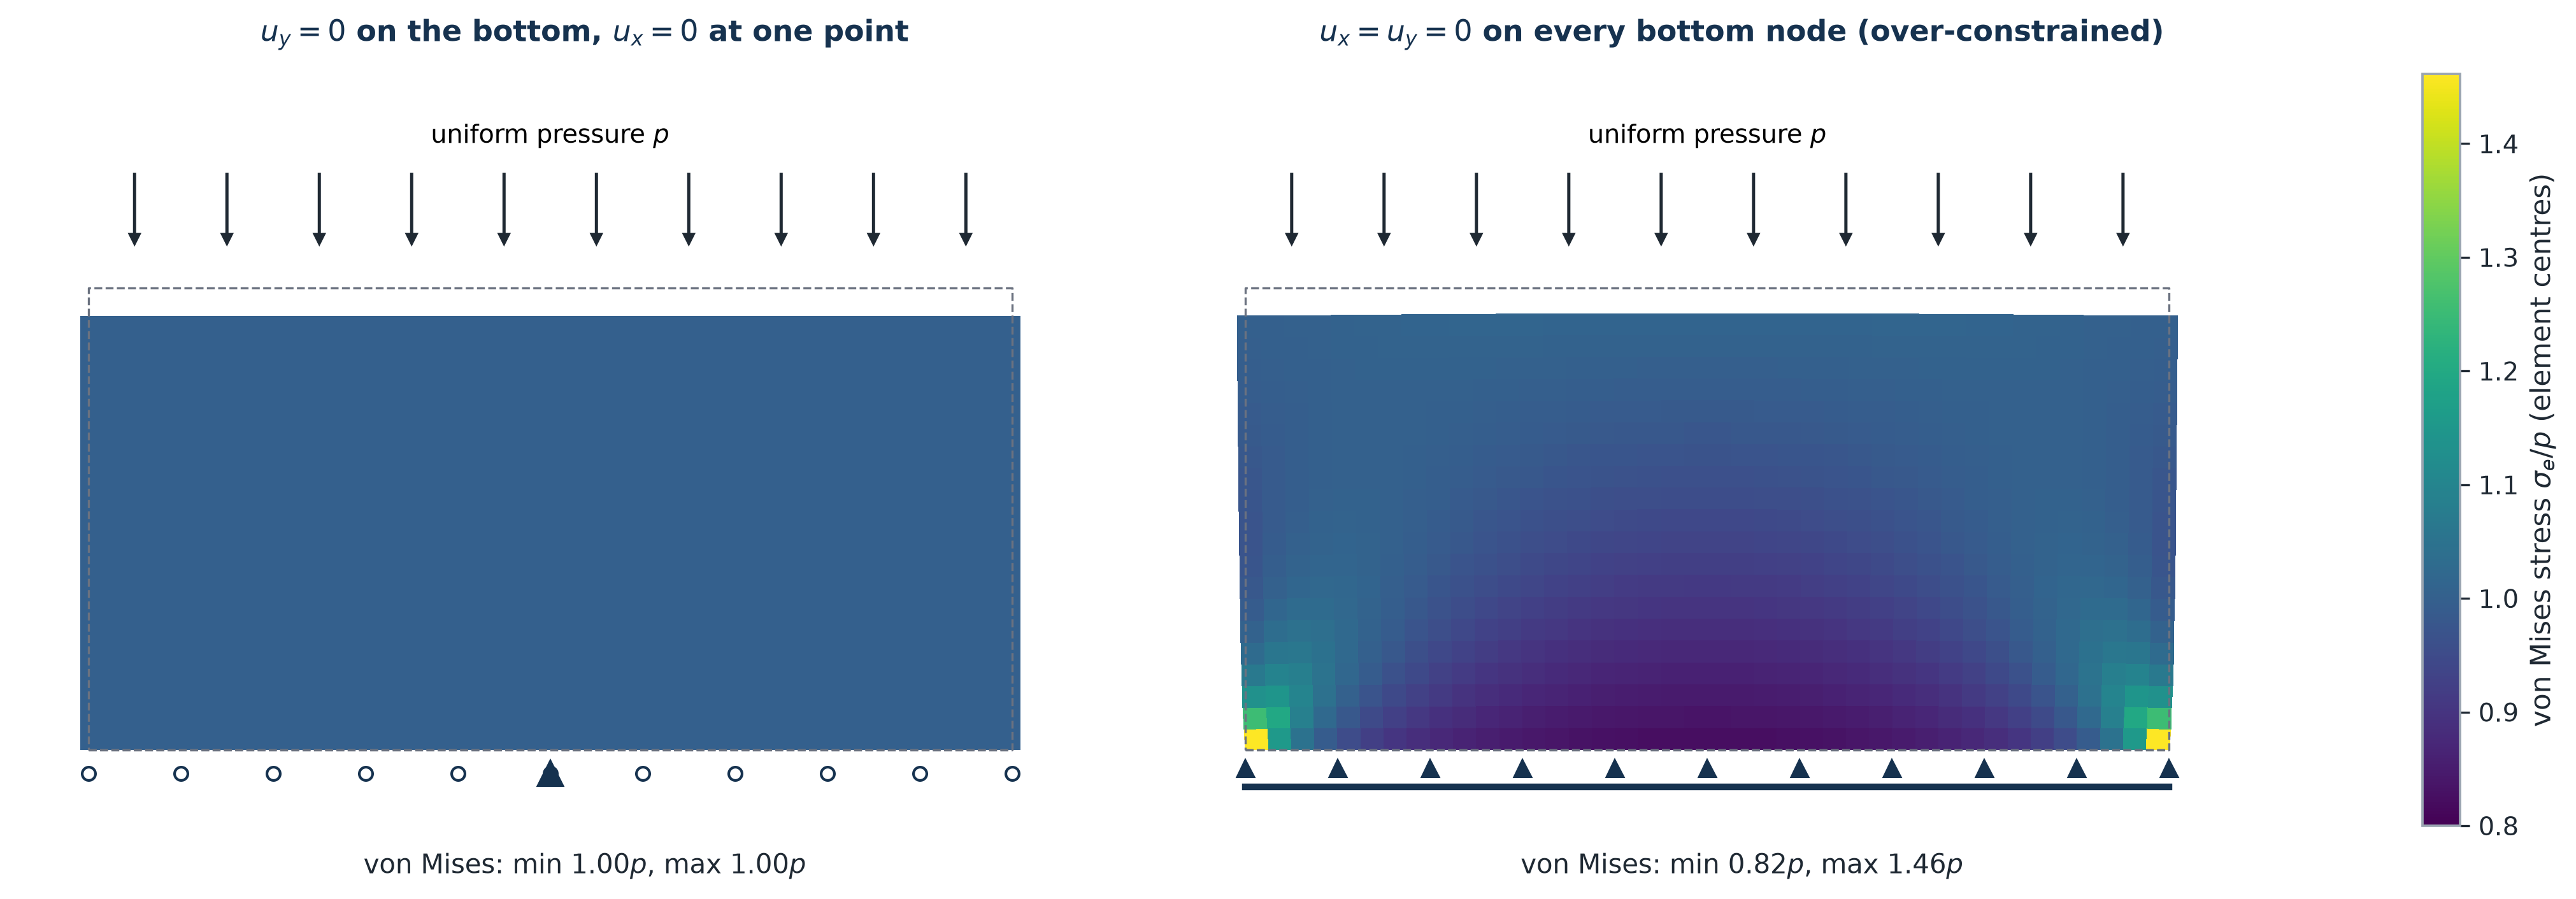 u_y = 0 on the bottom, u_x = 0 at one point
uniform pressure p
von Mises: min 1.00p, max 1.00p
u_x = u_y = 0 on every bottom node (over-constrained)
uniform pressure p
von Mises: min 0.82p, max 1.46p
1.4
1.3
1.2
1.1
1.0
0.9
0.8
von Mises stress σ_e/p (element centres)